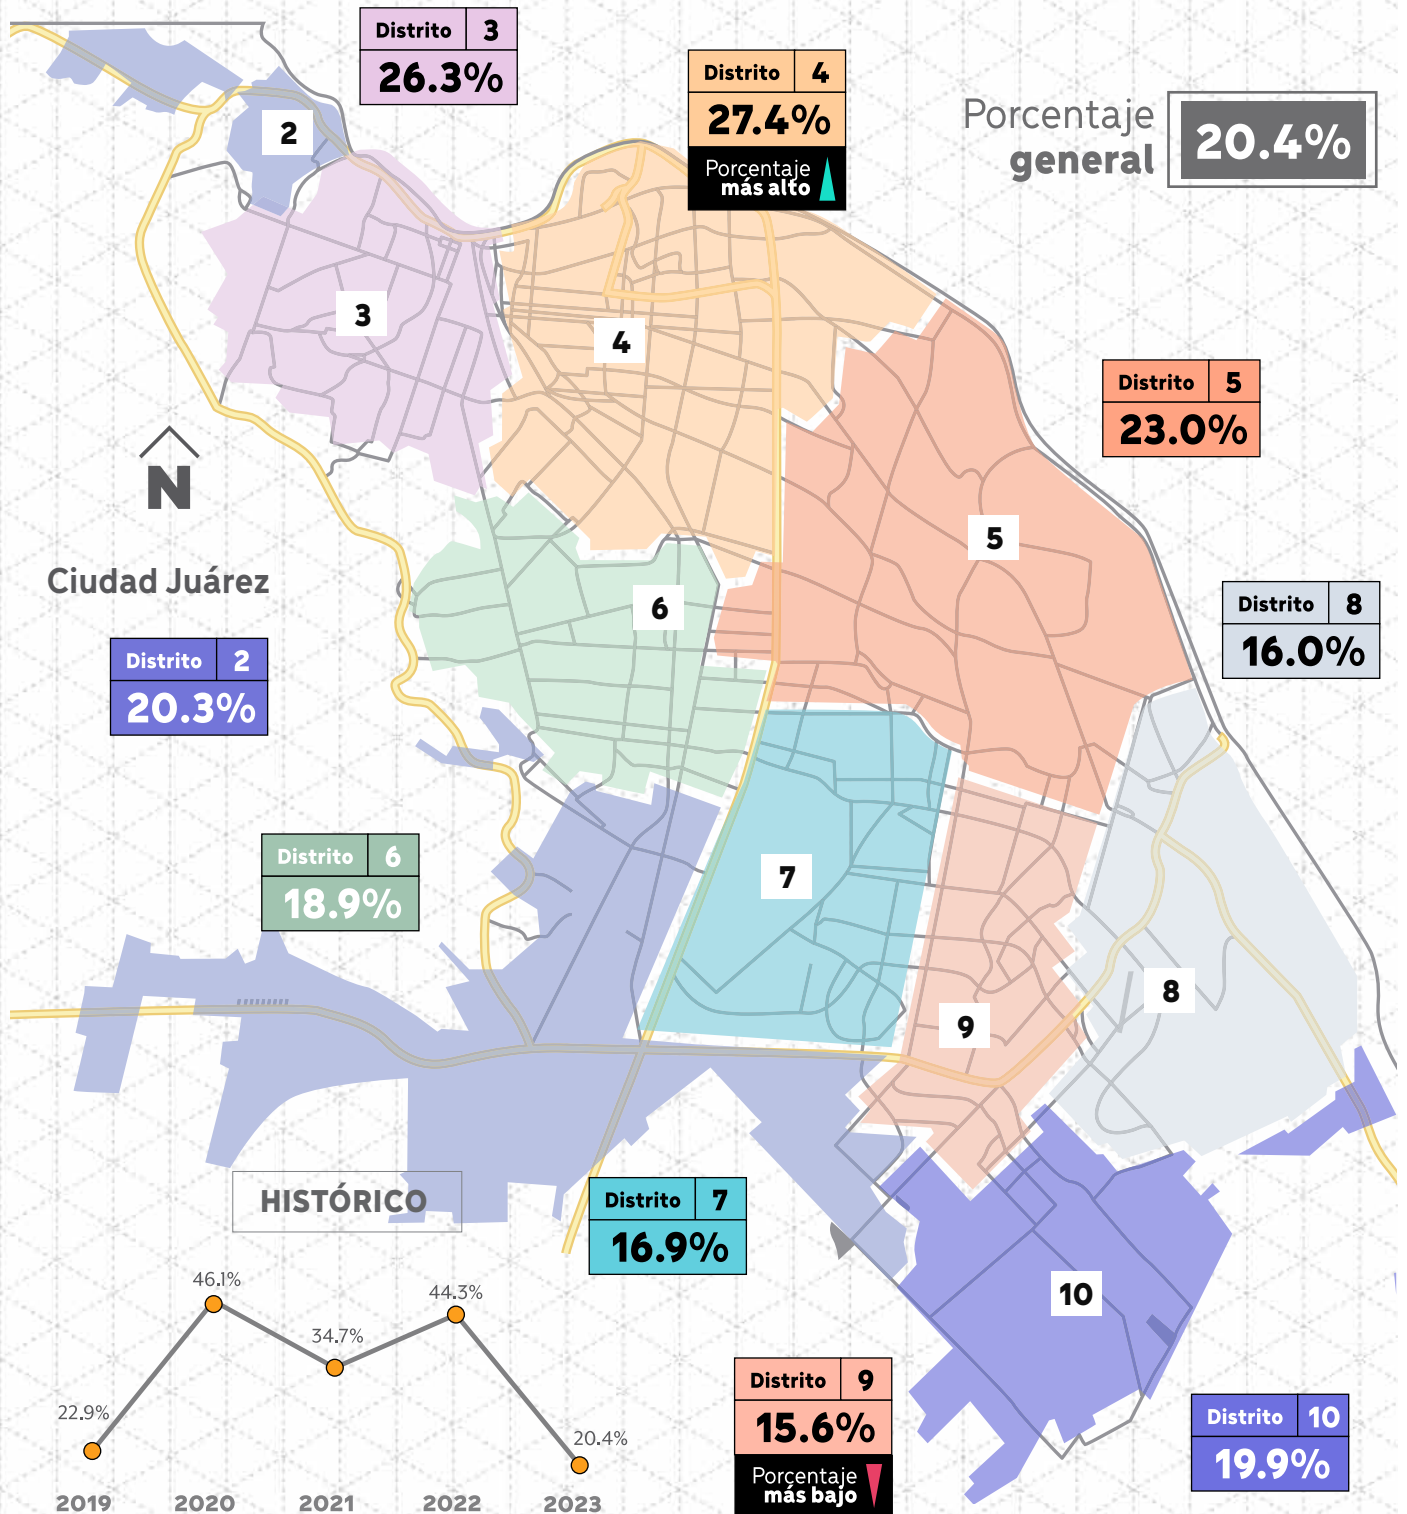 Distrito 3
26.3%
Distrito 4
27.4%
Porcentaje
más alto
Porcentaje
general
20.4%
2
3
4
Distrito 5
23.0%
N
Ciudad Juárez
5
6
Distrito 8
16.0%
Distrito 2
20.3%
Distrito 6
18.9%
7
8
9
HISTÓRICO
Distrito 7
16.9%
10
46.1%
44.3%
34.7%
22.9%
20.4%
2019
2020
2021
2022
2023
Distrito 9
15.6%
Porcentaje
más bajo
Distrito 10
19.9%